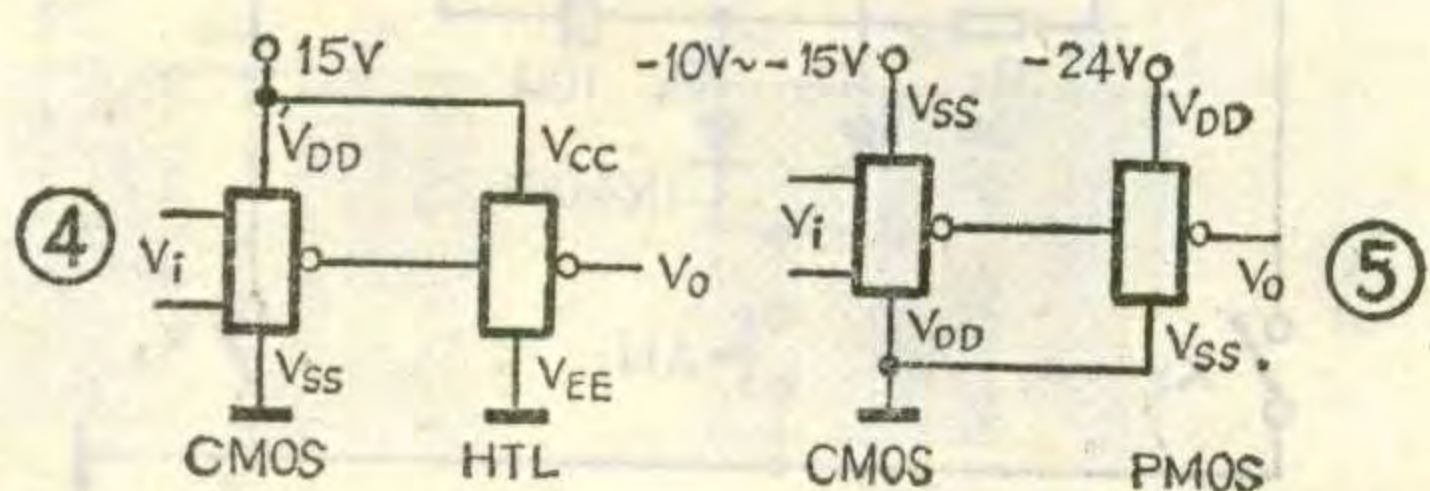 15V
-10V~-15V
-24V
VDD
VCC
VSS
VDD
④
Vi
Vo
Vi
Vo
⑤
VSS
VEE
VDD
VSS.
CMOS
HTL
CMOS
PMOS